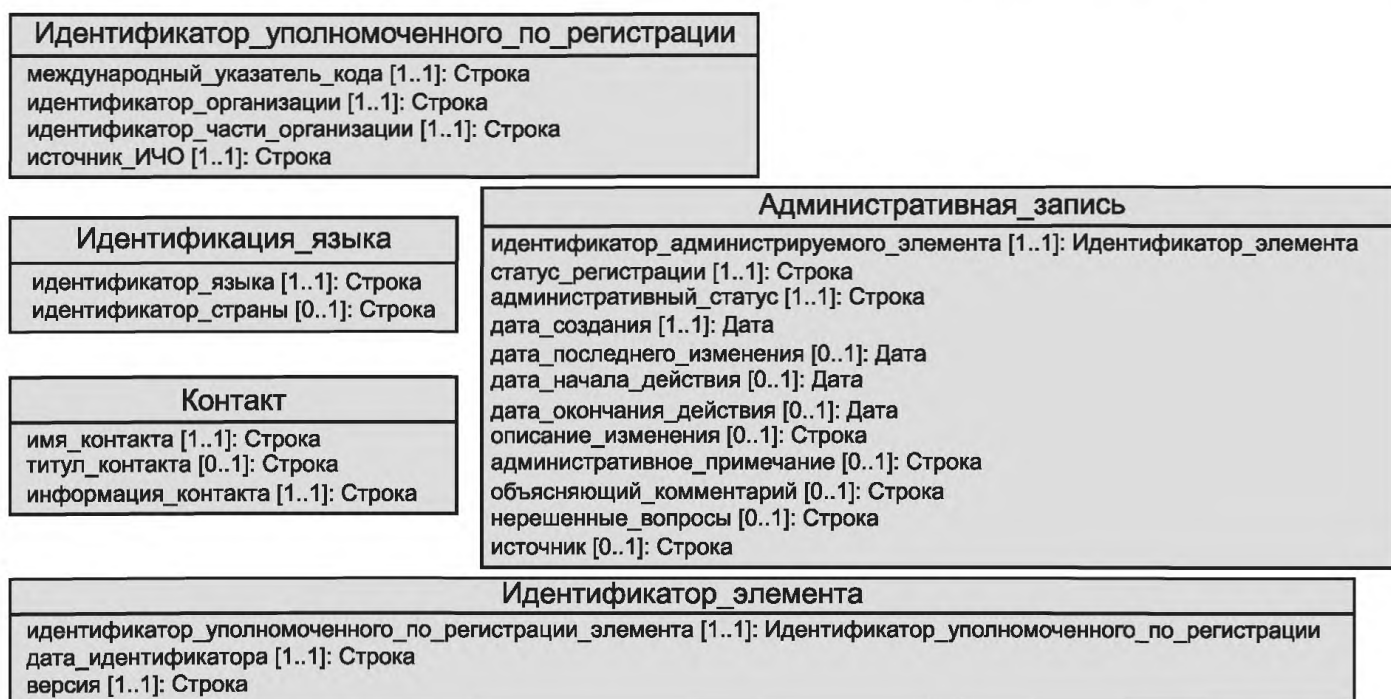 Идентификатор_уполномоченного_по_регистрации
международный_указатель_кода [1..1]: Строка
идентификатор_организации [1..1]: Строка
идентификатор_части_организации [1..1]: Строка
источник_ИЧО [1..1]: Строка
Идентификация_языка
идентификатор_языка [1..1]: Строка
идентификатор_страны [0..1]: Строка
Контакт
имя_контакта [1..1]: Строка
титул_контакта [0..1]: Строка
информация_контакта [1..1]: Строка
Административная_запись
идентификатор_администрируемого_элемента [1..1]: Идентификатор_элемента
статус_регистрации [1..1]: Строка
административный_статус [1..1]: Строка
дата_создания [1..1]: Дата
дата_последнего_изменения [0..1]: Дата
дата_начала_действия [0..1]: Дата
дата_окончания_действия [0..1]: Дата
описание_изменения [0..1]: Строка
административное_примечание [0..1]: Строка
объясняющий_комментарий [0..1]: Строка
нерешенные_вопросы [0..1]: Строка
источник [0..1]: Строка
Идентификатор_элемента
идентификатор_уполномоченного_по_регистрации_элемента [1..1]: Идентификатор_уполномоченного_по_регистрации
дата_идентификатора [1..1]: Строка
версия [1..1]: Строка